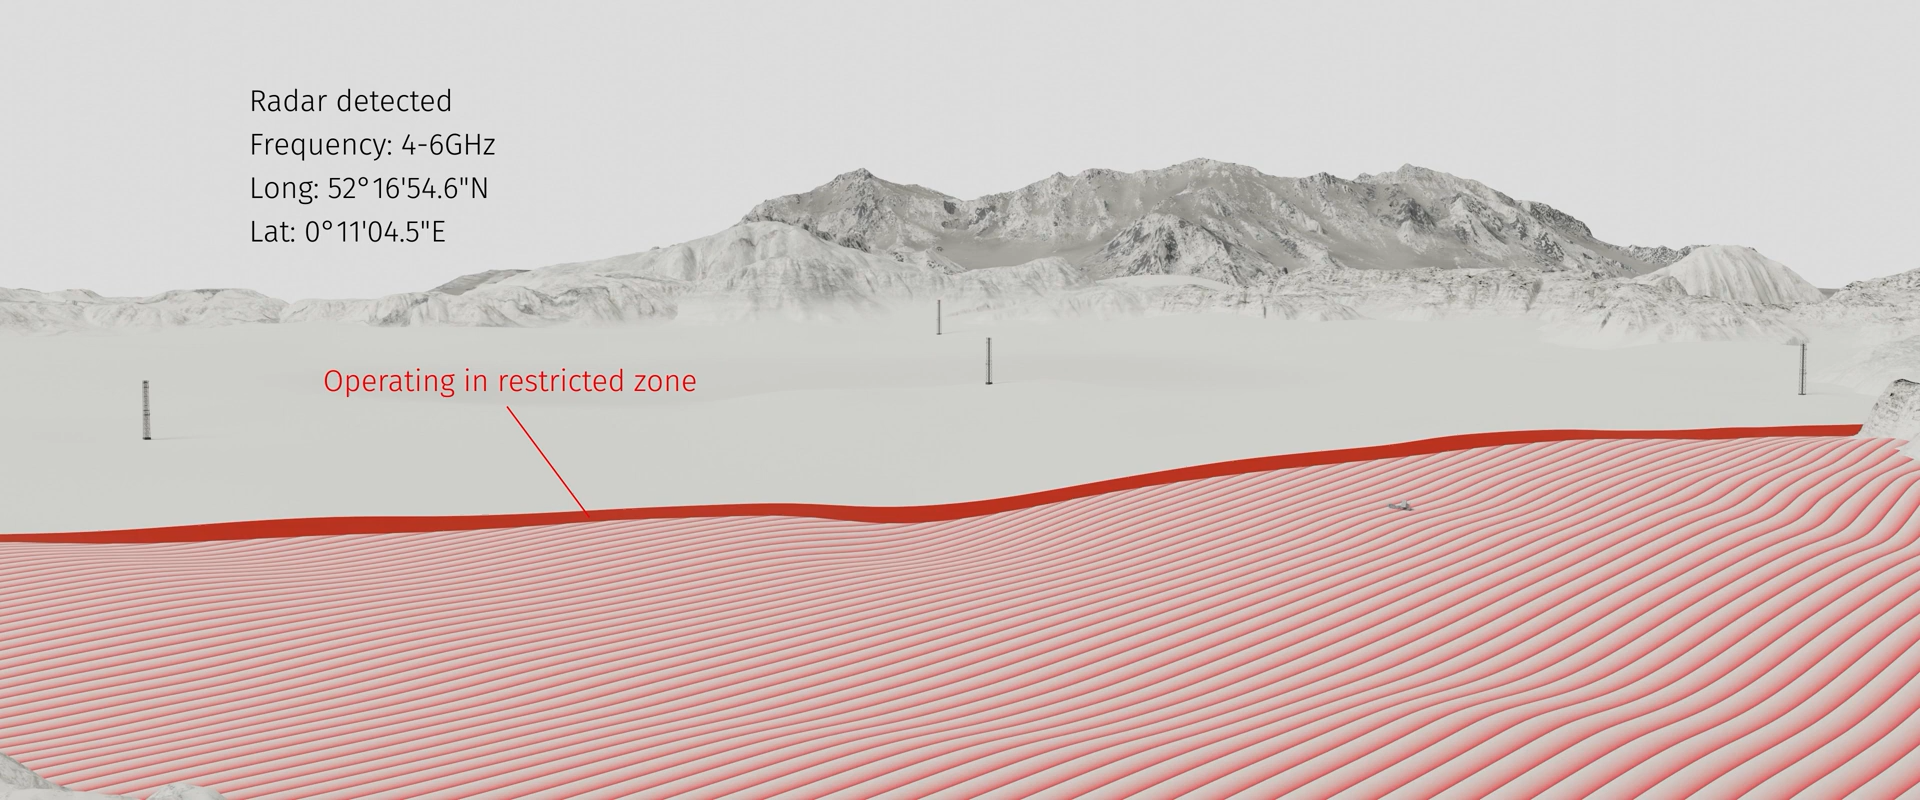 Radar detected
Frequency: 4-6GHz
Long: 52°16'54.6"N
Lat: 0°11'04.5"E
Operating in restricted zone